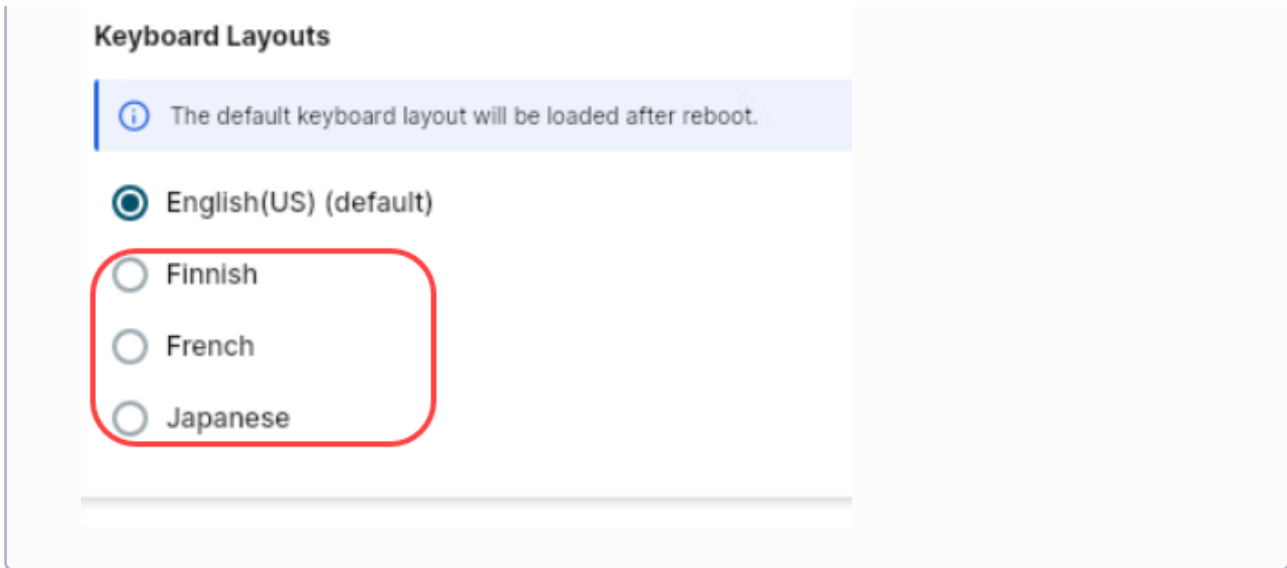 Keyboard Layouts
The default keyboard layout will be loaded after reboot.
English(US) (default)
Finnish
French
Japanese